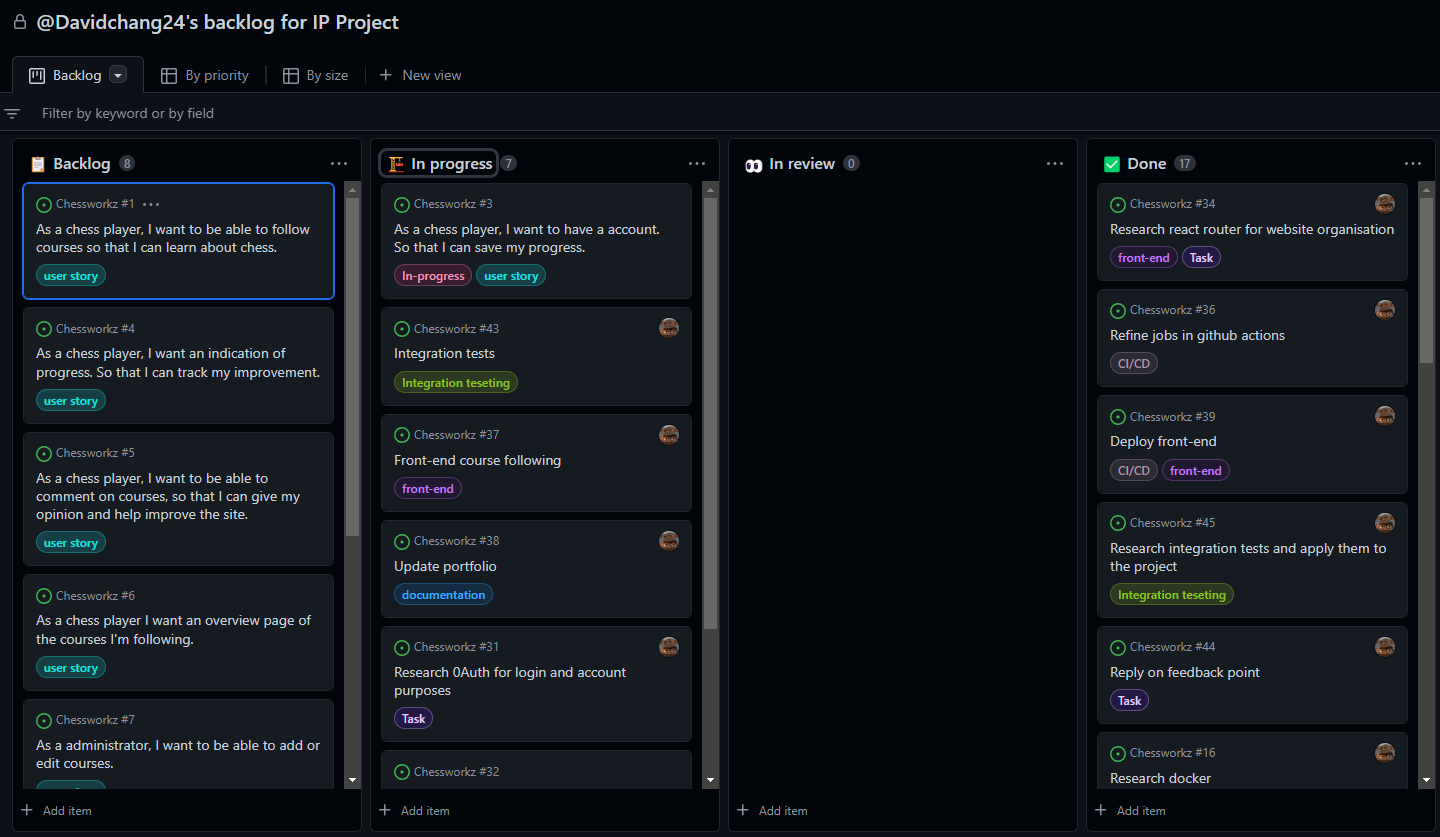 @Davidchang24's backlog for IP Project
Backlog
By priority
By size
New view
Filter by keyword or by field
Backlog 8
Chessworkz #1
As a chess player, I want to be able to follow
courses so that I can learn about chess.
user story
Chessworkz #4
As a chess player, I want an indication of
progress. So that I can track my improvement.
user story
Chessworkz #5
As a chess player, I want to be able to
comment on courses, so that I can give my
opinion and help improve the site.
user story
Chessworkz #6
As a chess player I want an overview page of
the courses I'm following.
user story
Chessworkz #7
As a administrator, I want to be able to add or
edit courses.
Add item
In progress 7
Chessworkz #3
As a chess player, I want to have a account.
So that I can save my progress.
In-progress user story
Chessworkz #43
Integration tests
Integration teseting
Chessworkz #37
Front-end course following
front-end
Chessworkz #38
Update portfolio
documentation
Chessworkz #31
Research 0Auth for login and account
purposes
Task
Chessworkz #32
Add item
In review 0
Add item
Done 17
Chessworkz #34
Research react router for website organisation
front-end Task
Chessworkz #36
Refine jobs in github actions
CI/CD
Chessworkz #39
Deploy front-end
CI/CD front-end
Chessworkz #45
Research integration tests and apply them to
the project
Integration teseting
Chessworkz #44
Reply on feedback point
Task
Chessworkz #16
Research docker
Add item